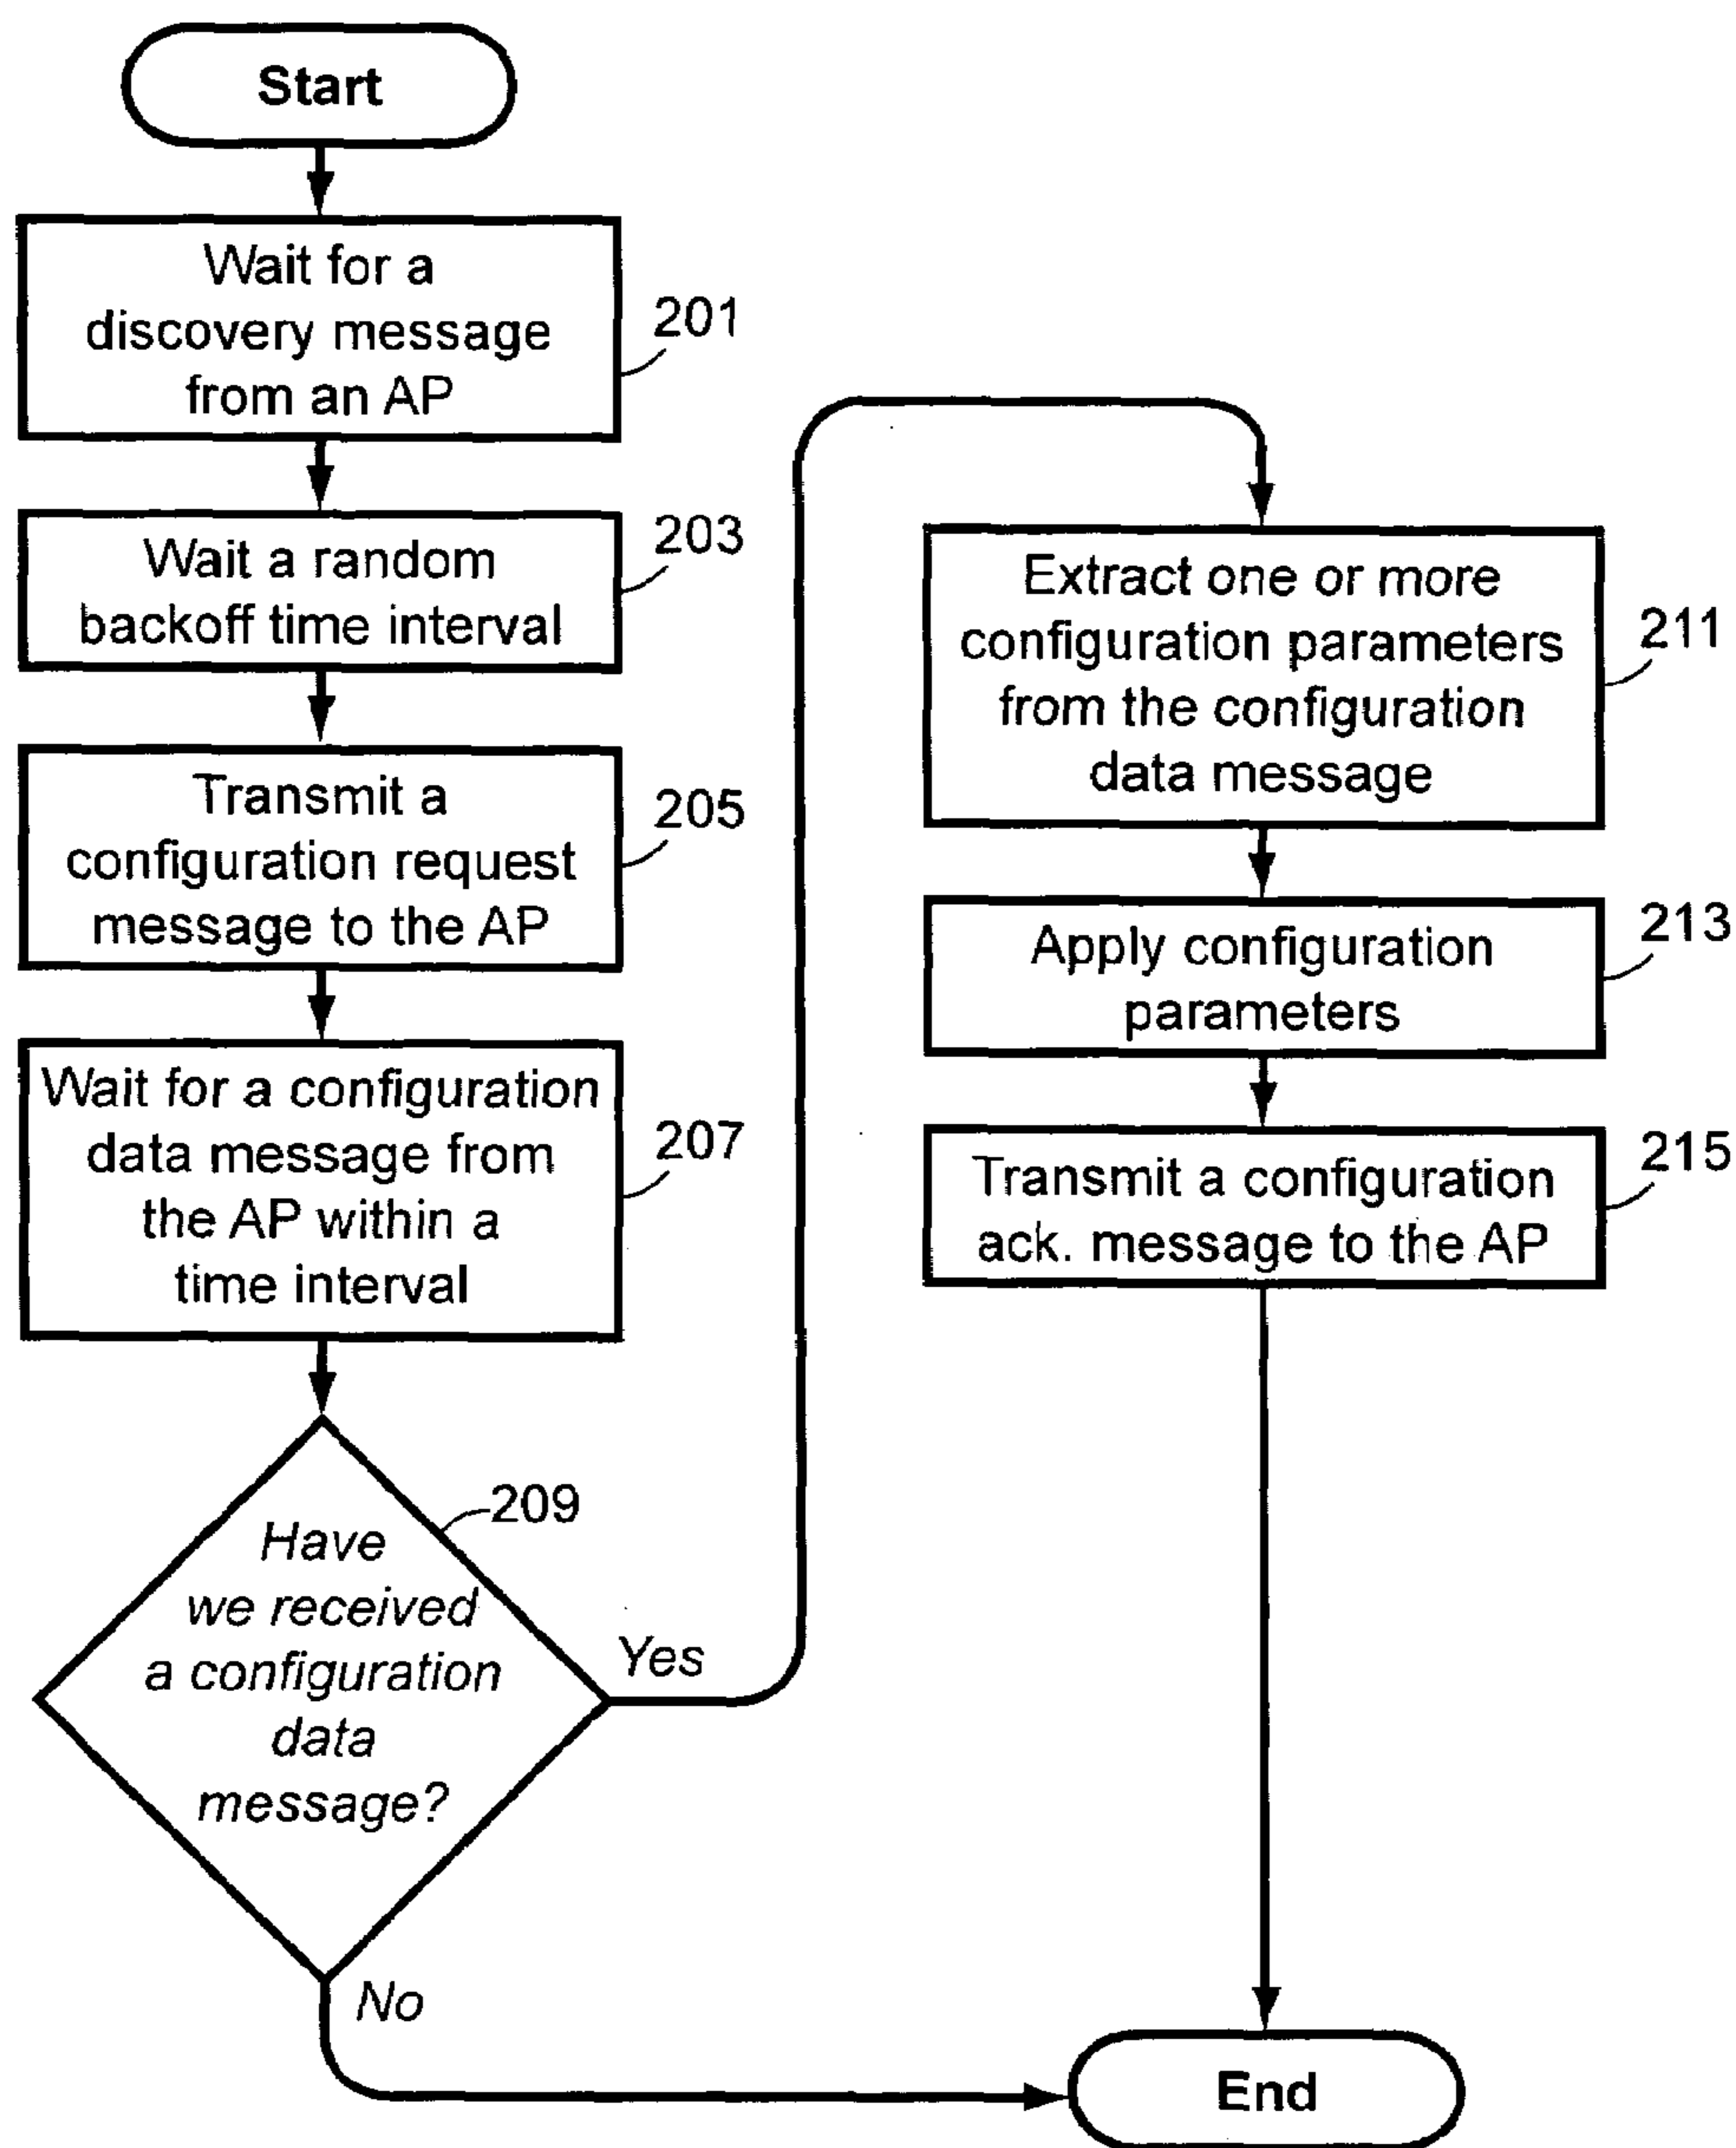 Start
Wait for a
discovery message
from an AP
201
Wait a random
backoff time interval
203
Transmit a
configuration request
message to the AP
205
Wait for a configuration
data message from
the AP within a
time interval
207
Have
we received
a configuration
data
message?
209
Yes
No
Extract one or more
configuration parameters
from the configuration
data message
211
Apply configuration
parameters
213
Transmit a configuration
ack. message to the AP
215
End